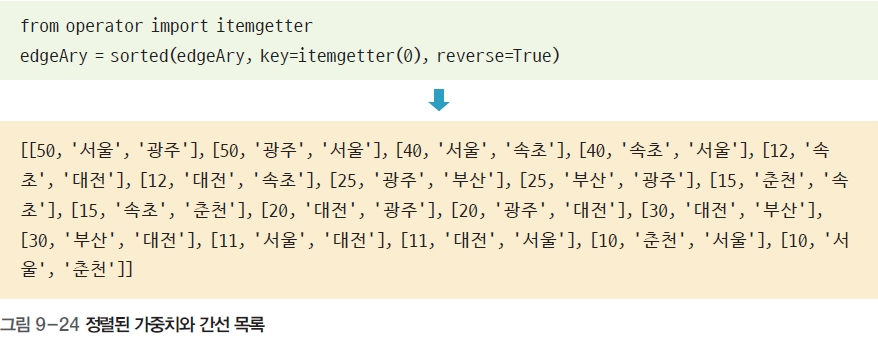 from operator import itemgetter
edgeAry = sorted(edgeAry, key=itemgetter(0), reverse=True)
[[50, '서울', '광주'], [50, '광주', '서울'], [40, '서울', '속초'], [40, '속초', '서울'], [12, '속
초', '대전'], [12, '대전', '속초'], [25, '광주', '부산'], [25, '부산', '광주'], [15, '춘천', '속
초'], [15, '속초', '춘천'], [20, '대전', '광주'], [20, '광주', '대전'], [30, '대전', '부산'],
[30, '부산', '대전'], [11, '서울', '대전'], [11, '대전', '서울'], [10, '춘천', '서울'], [10, '서
울', '춘천']]
그림 9-24 정렬된 가중치와 간선 목록